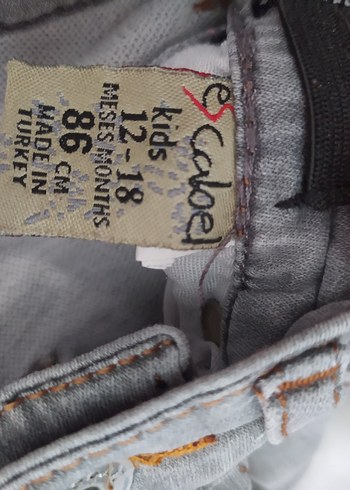 escabel
kids
12-18
MESES MONTHS
86 CM
MADE IN
TURKEY